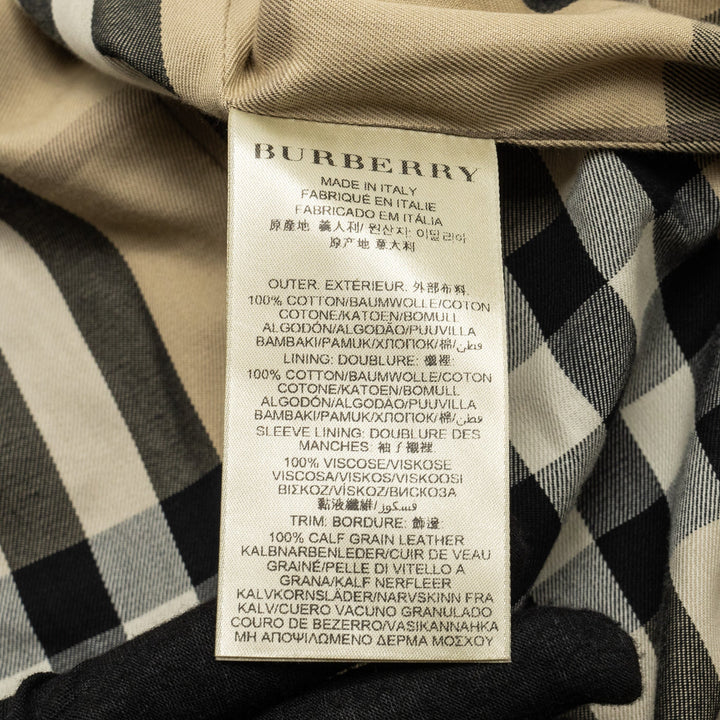 BURBERRY
MADE IN ITALY
FABRIQUÉ EN ITALIE
FABRICADO EM ITÁLIA
原產地 義大利/ 원산지: 이탈리아
原产地 意大利
OUTER: EXTÉRIEUR: 外部布料
100% COTTON/BAUMWOLLE/COTON
COTONE/KATOEN/BOMULL
ALGODÓN/ALGODÃO/PUUVILLA
BAMBAKI/PAMUK/ХЛОПОК/棉/قطن
LINING: DOUBLURE: 襯裡
100% COTTON/BAUMWOLLE/COTON
COTONE/KATOEN/BOMULL
ALGODÓN/ALGODÃO/PUUVILLA
BAMBAKI/PAMUK/ХЛОПОК/棉/قطن
SLEEVE LINING: DOUBLURE DES
MANCHES: 袖子襯裡
100% VISCOSE/VISKOSE
VISCOSA/VISKOS/VISKOOSI
ΒΙΣΚΟΖ/VİSKOZ/ВИСКОЗА
黏液纖維/فسكوز
TRIM: BORDURE: 飾邊
100% CALF GRAIN LEATHER
KALBNARBENLEDER/CUIR DE VEAU
GRAINÉ/PELLE DI VITELLO A
GRANA/KALF NERFLEER
KALVKORNSLÄDER/NARVSKINN FRA
KALV/CUERO VACUNO GRANULADO
COURO DE BEZERRO/VASIKANNAHKA
ΜΗ ΑΠΟΨΙΛΩΜΕΝΟ ΔΕΡΜΑ ΜΟΣΧΟΥ